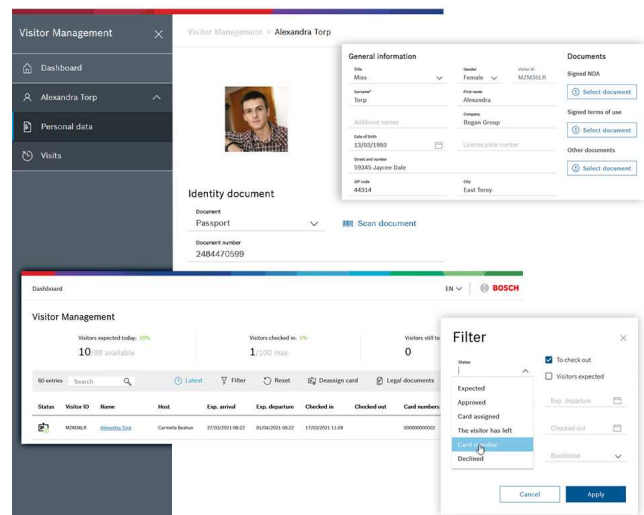 Visitor Management
Visitor Management > Alexandra Torp
Dashboard
Alexandra Torp
Personal data
Visits
General information
Title
Miss
Gender
Female
Visitor ID
MZM36LR
Surname*
Torp
First name
Alexandra
Additional names
Company
Bogan Group
Date of birth
13/03/1993
License plate number
Street and number
59345 Jaycee Dale
ZIP code
44314
City
East Torey
Documents
Signed NDA
Select document
Signed terms of use
Select document
Other documents
Select document
Identity document
Document
Passport
Scan document
Document number
2484470599
Dashboard
EN
BOSCH
Visitor Management
Visitors expected today: 10%
10/99 available
Visitors checked in: 1%
1/100 max.
Visitors still to
0
60 entries
Search
Latest
Filter
Reset
Deassign card
Legal documents
Status Visitor ID Name Host Exp. arrival Exp. departure Checked in Checked out Card numbers
MZM36LR Alexandra Torp Carmella Beahan 27/03/2021 08:22 01/04/2021 08:22 17/03/2021 11:59 000000000002
Filter
Status
Expected
Approved
Card assigned
The visitor has left
Card overdue
Declined
To check out
Visitors expected
Exp. departure
Checked out
Blacklisted
Cancel
Apply